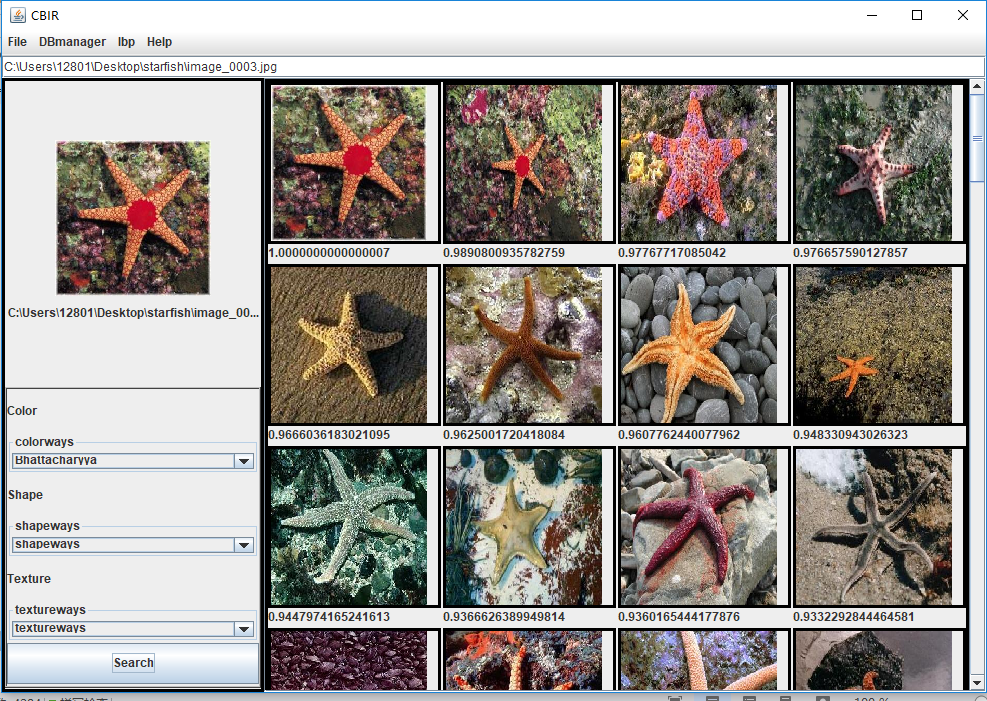 CBIR
File DBmanager lbp Help
C:\Users\12801\Desktop\starfish\image_0003.jpg
C:\Users\12801\Desktop\starfish\image_00...
Color
colorways
Bhattacharyya
Shape
shapeways
shapeways
Texture
textureways
textureways
Search
1.0000000000000007 0.9890800935782759 0.97767717085042 0.976657590127857
0.9666036183021095 0.9625001720418084 0.9607762440077962 0.948330943026323
0.9447974165241613 0.9366626389949814 0.9360165444177876 0.9332292844464581